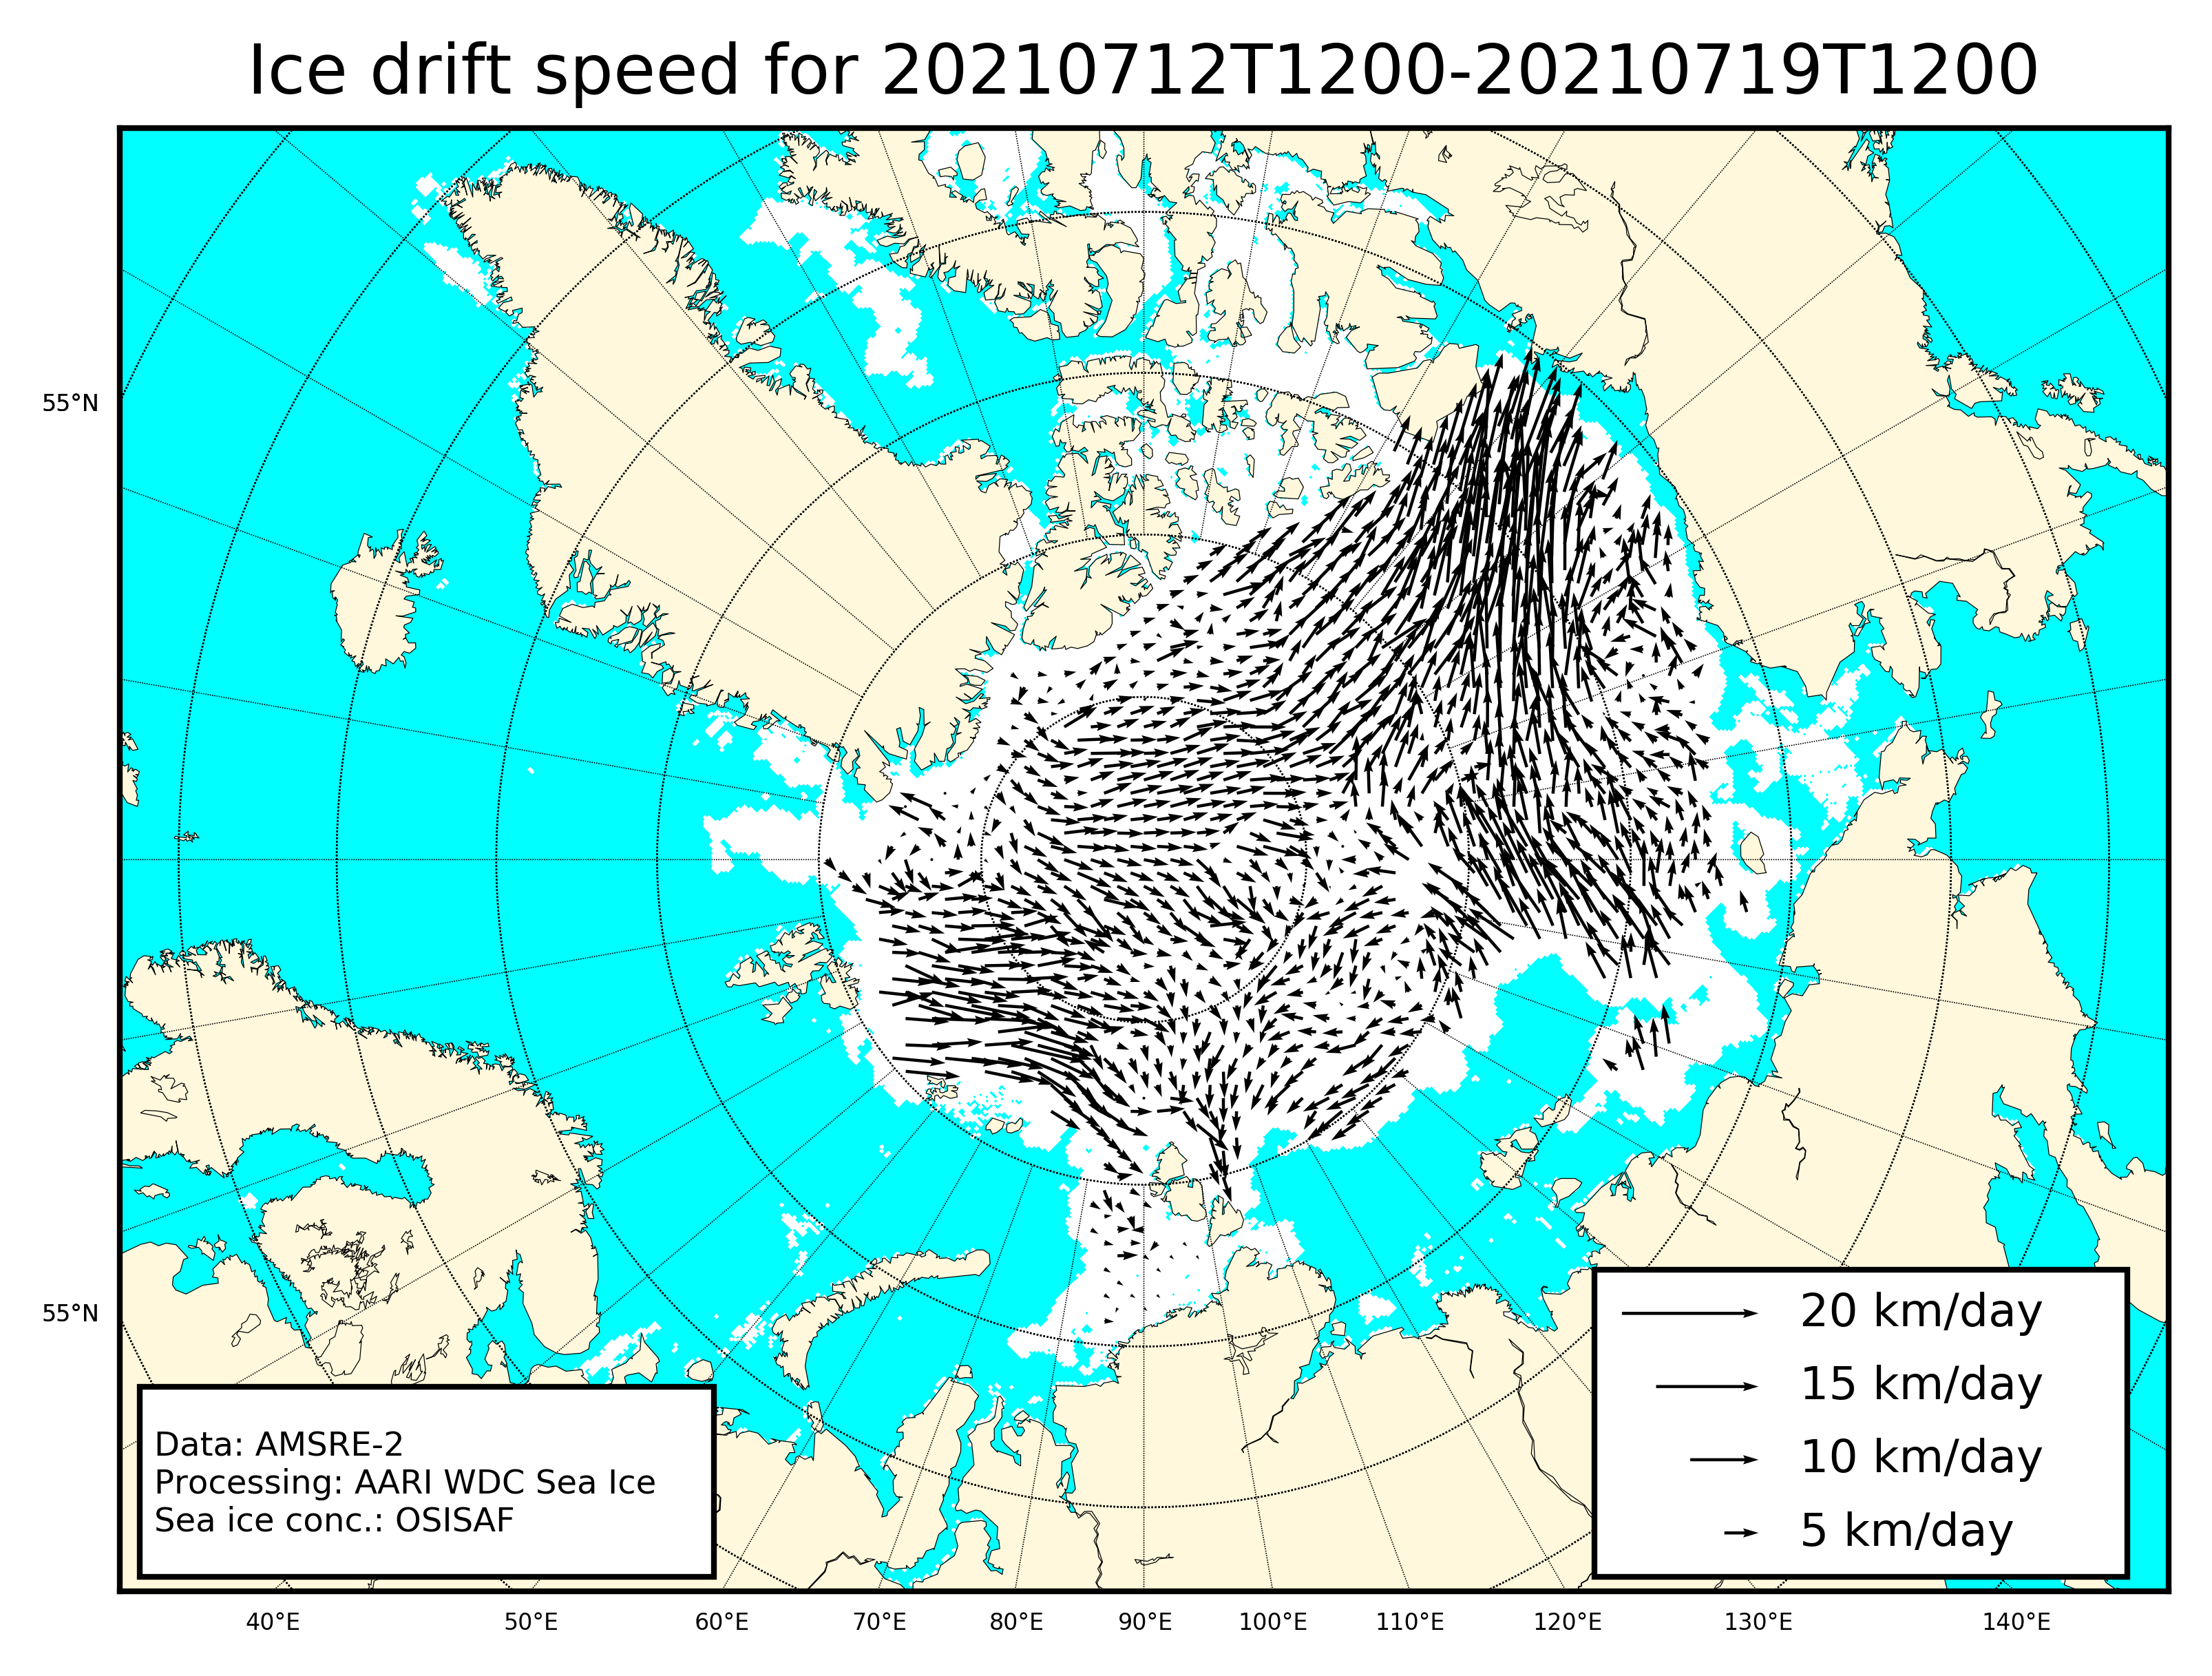 Ice drift speed for 20210712T1200-20210719T1200
55°N
55°N
20 km/day
15 km/day
10 km/day
5 km/day
Data: AMSRE-2
Processing: AARI WDC Sea Ice
Sea ice conc.: OSISAF
40°E 50°E 60°E 70°E 80°E 90°E 100°E 110°E 120°E 130°E 140°E